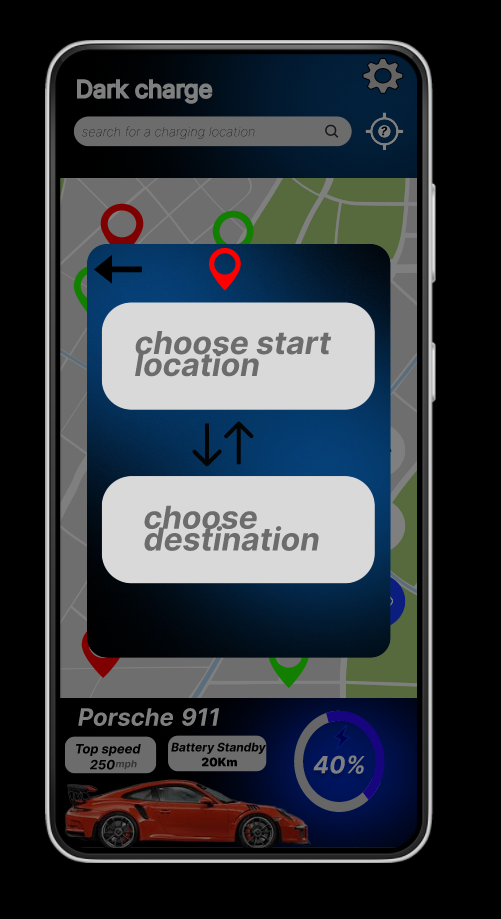 Dark charge
search for a charging location
?
choose start
location
choose
destination
Porsche 911
Top speed
250mph
Battery Standby
20Km
40%